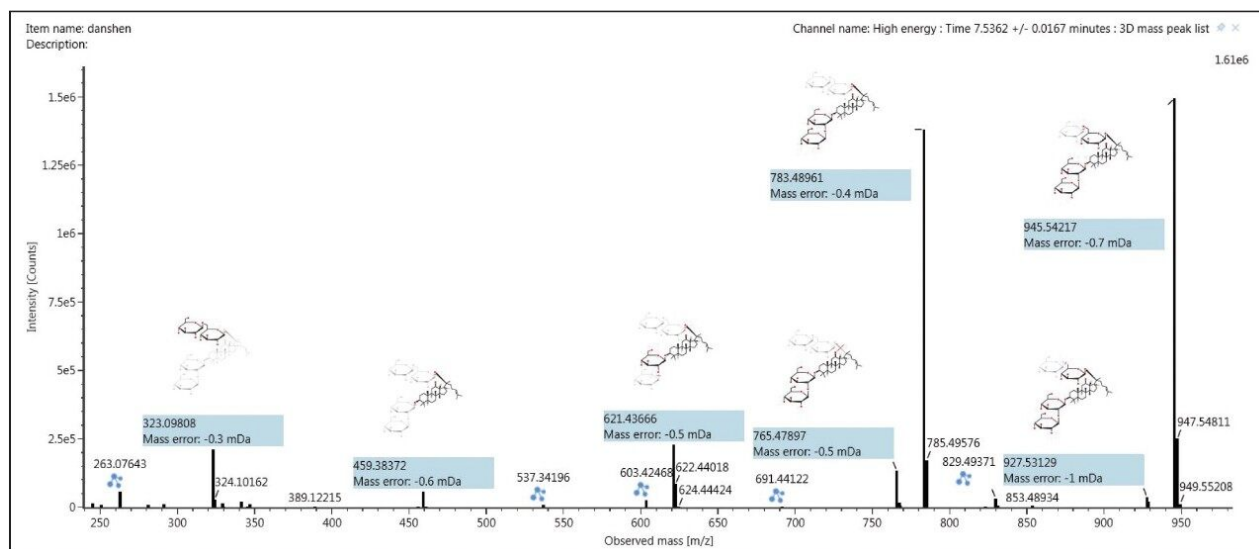 Item name: danshen
Description:
Channel name: High energy : Time 7.5362 +/- 0.0167 minutes : 3D mass peak list
1.61e6
Intensity [Counts]
1.5e6
1.25e6
1e6
7.5e5
5e5
2.5e5
0
783.48961
Mass error: -0.4 mDa
945.54217
Mass error: -0.7 mDa
323.09808
Mass error: -0.3 mDa
459.38372
Mass error: -0.6 mDa
621.43666
Mass error: -0.5 mDa
765.47897
Mass error: -0.5 mDa
927.53129
Mass error: -1 mDa
263.07643
324.10162
389.12215
537.34196
603.42468
622.44018
624.44424
691.44122
785.49576
829.49371
853.48934
947.54811
949.55208
250
300
350
400
450
500
550
600
650
700
750
800
850
900
950
Observed mass [m/z]